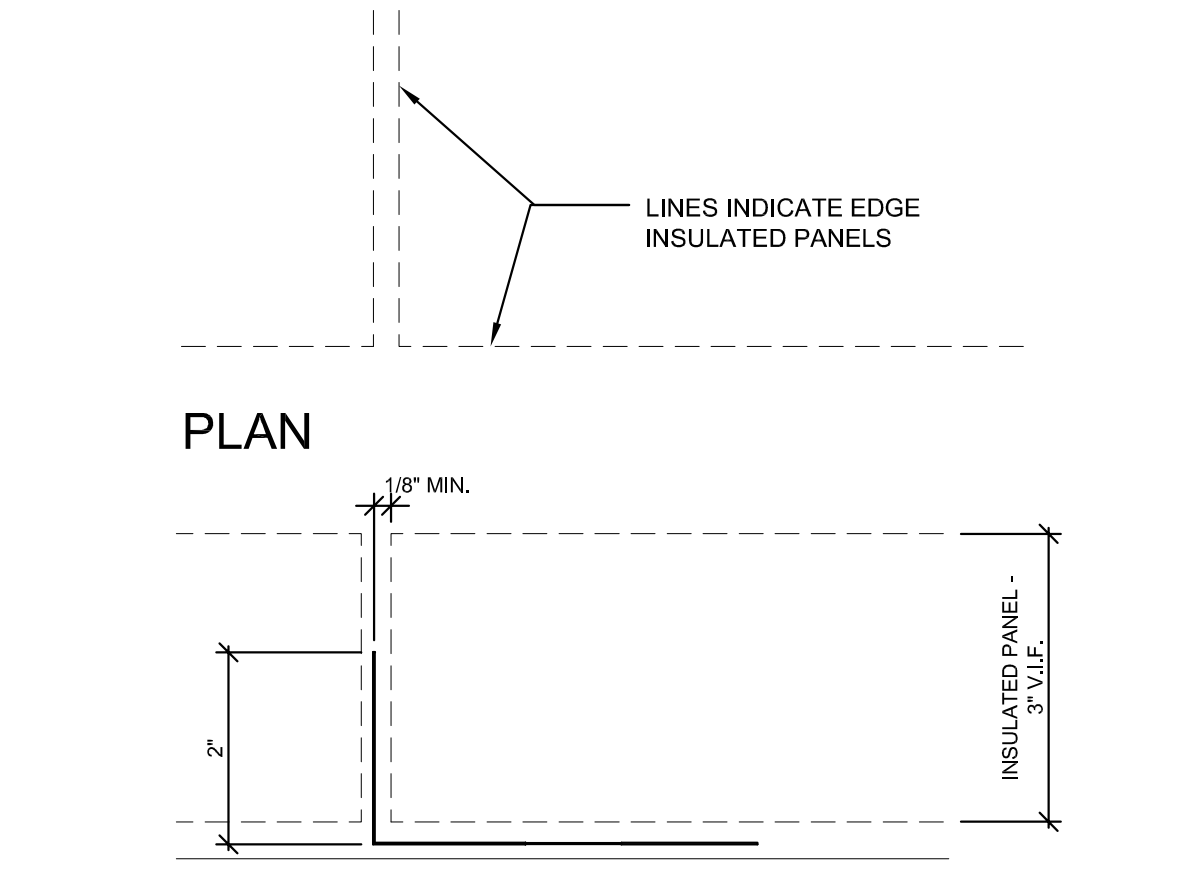 LINES INDICATE EDGE
INSULATED PANELS
PLAN
1/8" MIN.
2"
INSULATED PANEL -
3" V.I.F.